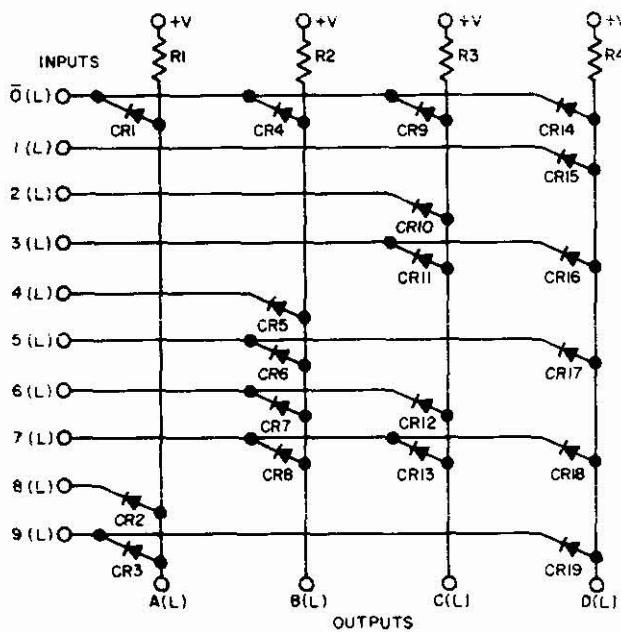 +V +V +V +V
R1 R2 R3 R4
INPUTS
0̅(L)
CR1 CR4 CR9 CR14
1(L)
CR15
2(L)
CR10
3(L)
CR11 CR16
4(L)
CR5
5(L)
CR6 CR17
6(L)
CR7 CR12
7(L)
CR8 CR13 CR18
8(L)
CR2
9(L)
CR3 CR19
A(L) B(L) C(L) D(L)
OUTPUTS